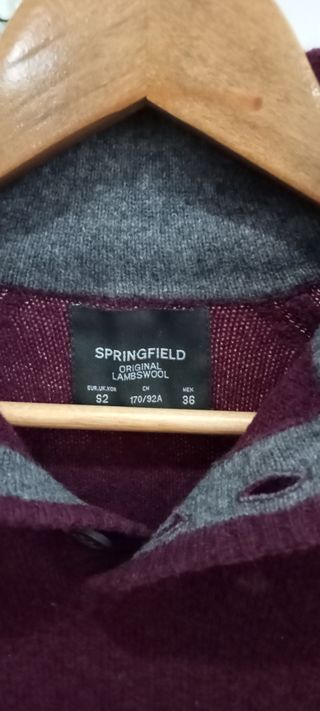 SPRINGFIELD
ORIGINAL
LAMBSWOOL
EUR.UK.KOR CN MEX
S2 170/92A 36